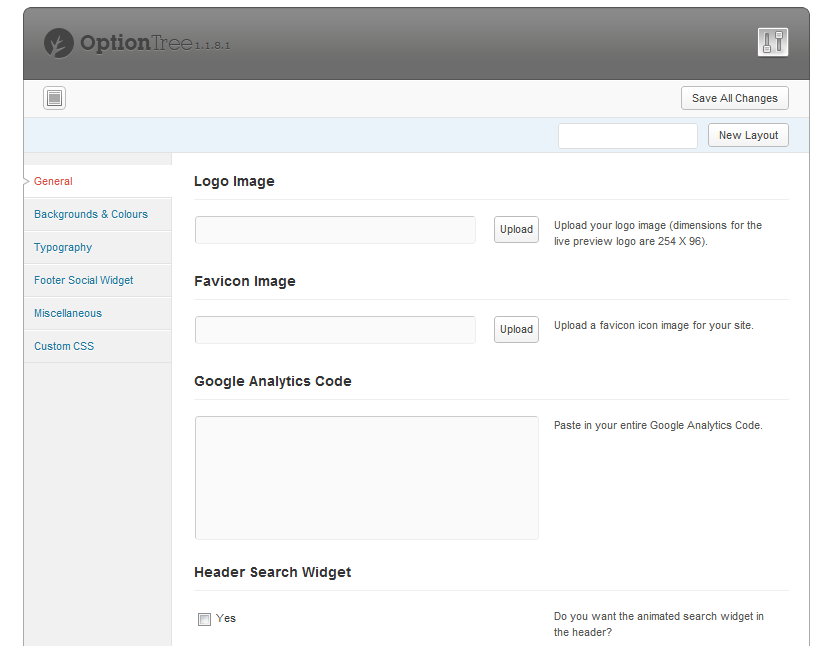 OptionTree 1.1.8.1
Save All Changes
New Layout
General
Backgrounds & Colours
Typography
Footer Social Widget
Miscellaneous
Custom CSS
Logo Image
Upload
Upload your logo image (dimensions for the
live preview logo are 254 X 96).
Favicon Image
Upload
Upload a favicon icon image for your site.
Google Analytics Code
Paste in your entire Google Analytics Code.
Header Search Widget
Yes
Do you want the animated search widget in
the header?